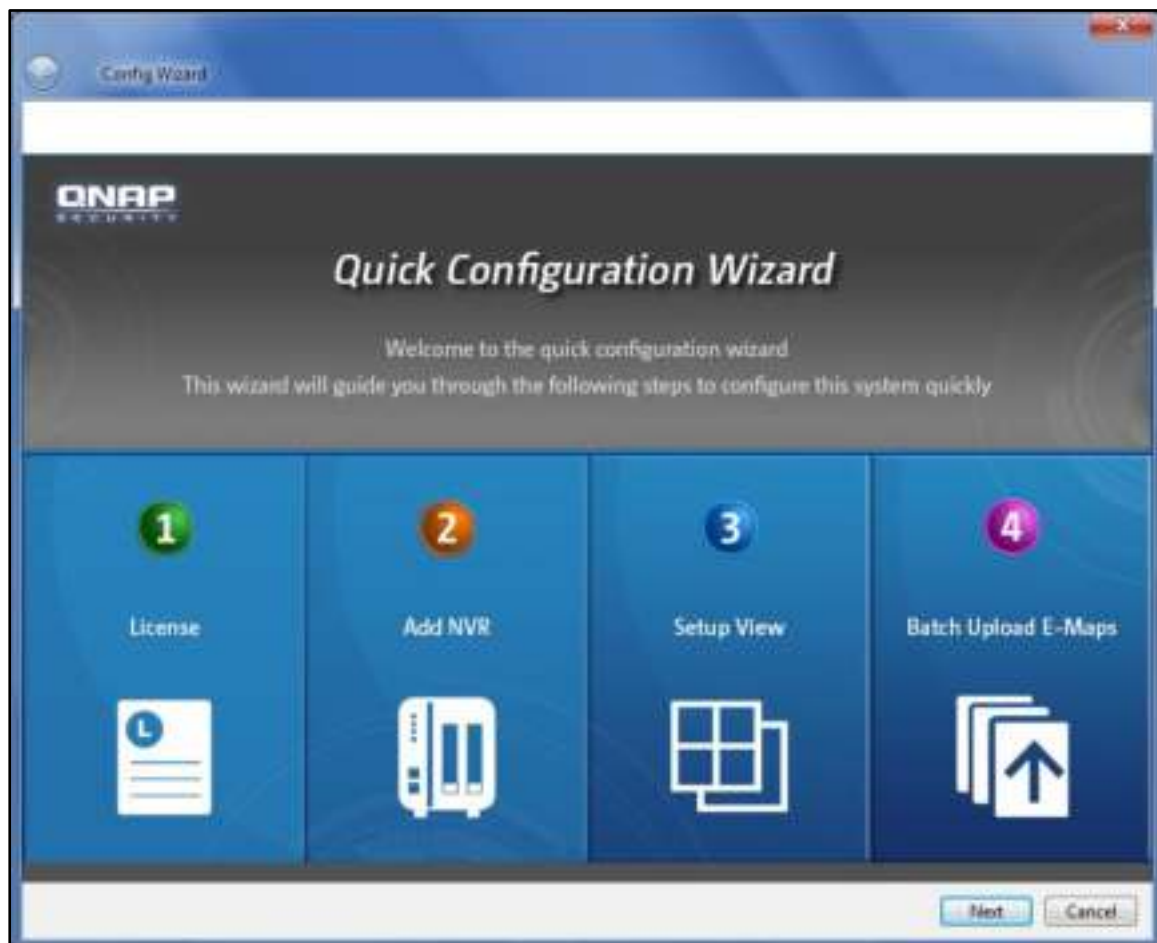 Config Wizard
QNAP
SECURITY
Quick Configuration Wizard
Welcome to the quick configuration wizard
This wizard will guide you through the following steps to configure this system quickly
1
2
3
4
License
Add NVR
Setup View
Batch Upload E-Maps
L
Next
Cancel